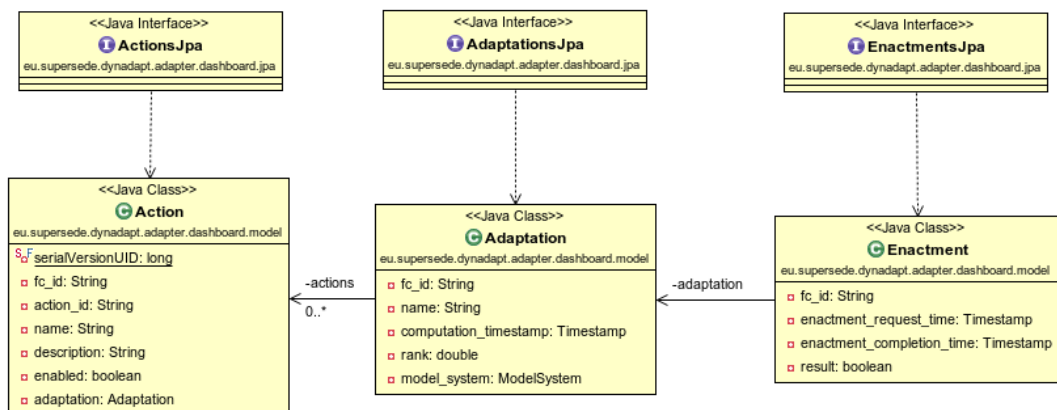 <<Java Interface>>
I ActionsJpa
eu.supersede.dynadapt.adapter.dashboard.jpa
<<Java Interface>>
I AdaptationsJpa
eu.supersede.dynadapt.adapter.dashboard.jpa
<<Java Interface>>
I EnactmentsJpa
eu.supersede.dynadapt.adapter.dashboard.jpa
<<Java Class>>
C Action
eu.supersede.dynadapt.adapter.dashboard.model
S F serialVersionUID: long
fc_id: String
action_id: String
name: String
description: String
enabled: boolean
adaptation: Adaptation
-actions
0..*
<<Java Class>>
C Adaptation
eu.supersede.dynadapt.adapter.dashboard.model
fc_id: String
name: String
computation_timestamp: Timestamp
rank: double
model_system: ModelSystem
-adaptation
<<Java Class>>
C Enactment
eu.supersede.dynadapt.adapter.dashboard.model
fc_id: String
enactment_request_time: Timestamp
enactment_completion_time: Timestamp
result: boolean